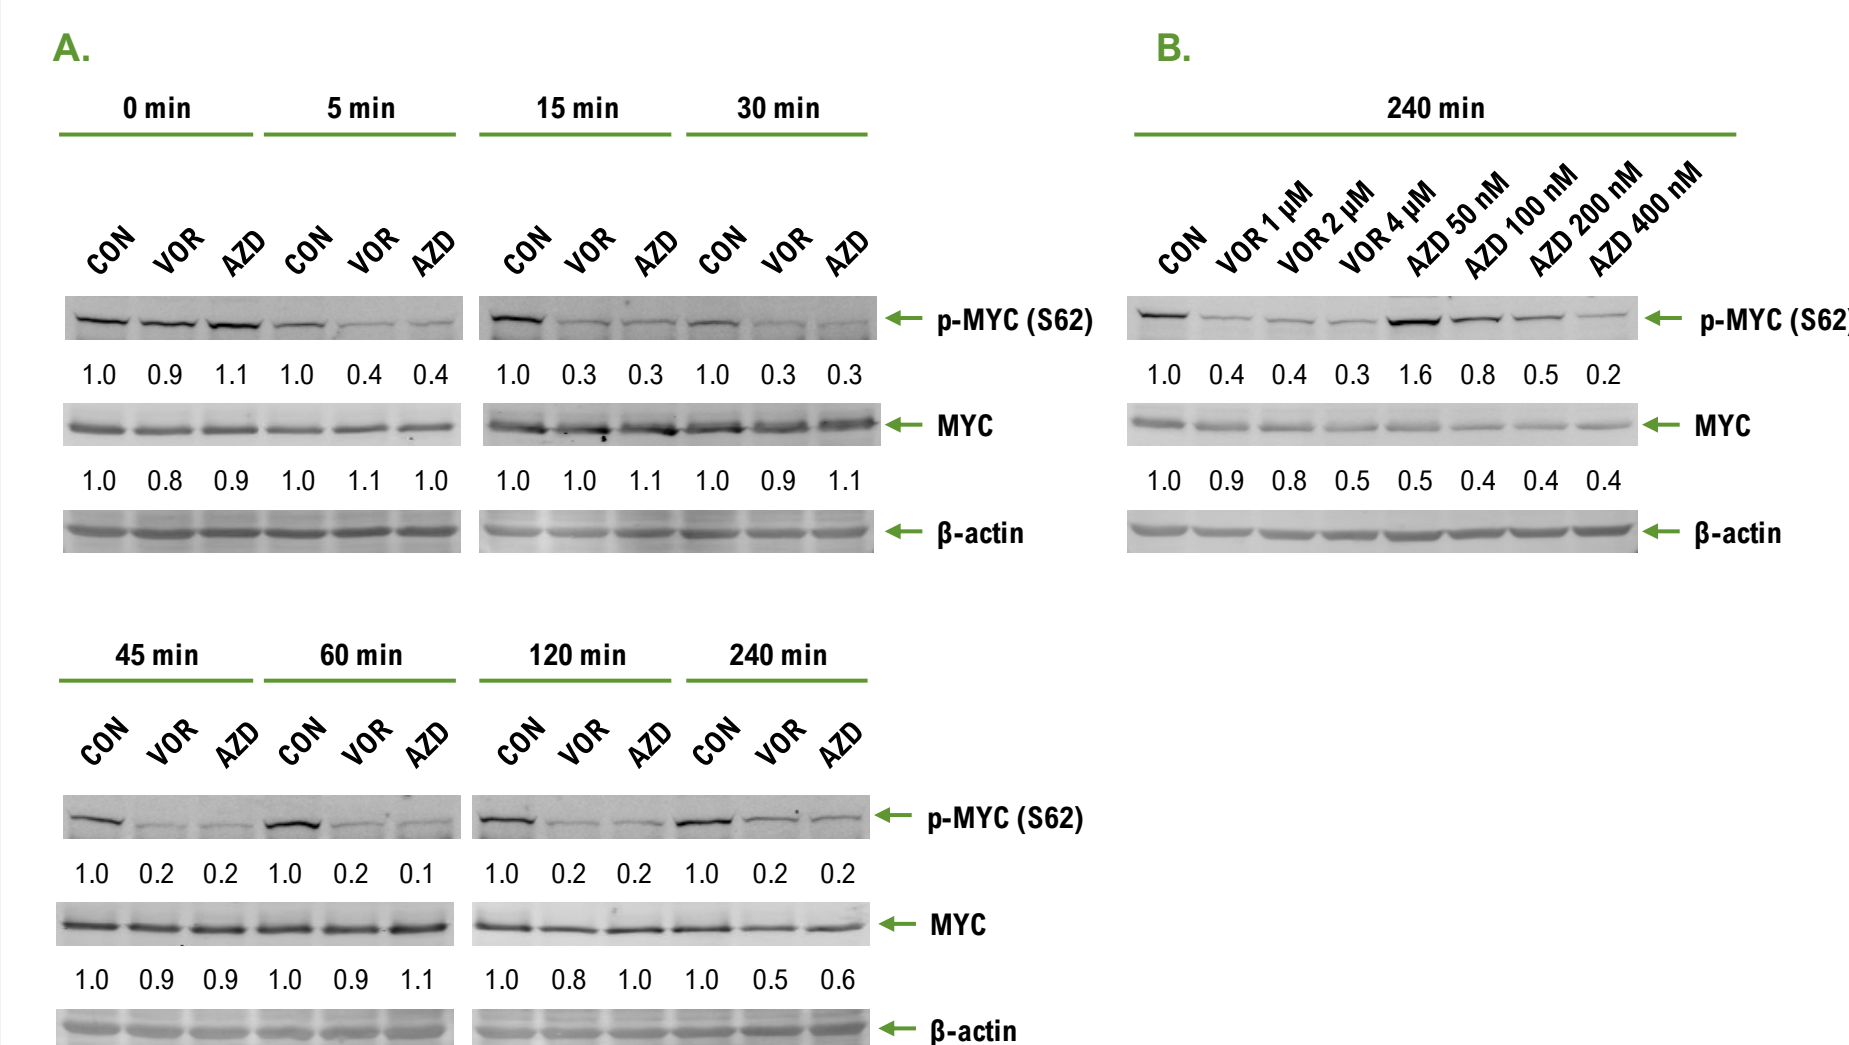 A.
0 min 5 min 15 min 30 min
CON VOR AZD CON VOR AZD CON VOR AZD CON VOR AZD
p-MYC (S62)
1.0 0.9 1.1 1.0 0.4 0.4 1.0 0.3 0.3 1.0 0.3 0.3
MYC
1.0 0.8 0.9 1.0 1.1 1.0 1.0 1.0 1.1 1.0 0.9 1.1
β-actin
45 min 60 min 120 min 240 min
CON VOR AZD CON VOR AZD CON VOR AZD CON VOR AZD
p-MYC (S62)
1.0 0.2 0.2 1.0 0.2 0.1 1.0 0.2 0.2 1.0 0.2 0.2
MYC
1.0 0.9 0.9 1.0 0.9 1.1 1.0 0.8 1.0 1.0 0.5 0.6
β-actin
B.
240 min
CON VOR 1 µM VOR 2 µM VOR 4 µM AZD 50 nM AZD 100 nM AZD 200 nM AZD 400 nM
p-MYC (S62)
1.0 0.4 0.4 0.3 1.6 0.8 0.5 0.2
MYC
1.0 0.9 0.8 0.5 0.5 0.4 0.4 0.4
β-actin